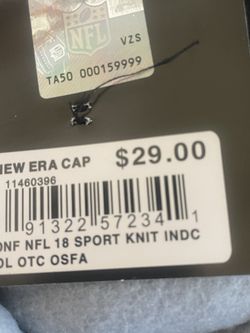 NFL
VZS
TA50 000159999
NEW ERA CAP
$29.00
11460396
91322 57234 1
ONF NFL 18 SPORT KNIT INDC
OL OTC OSFA